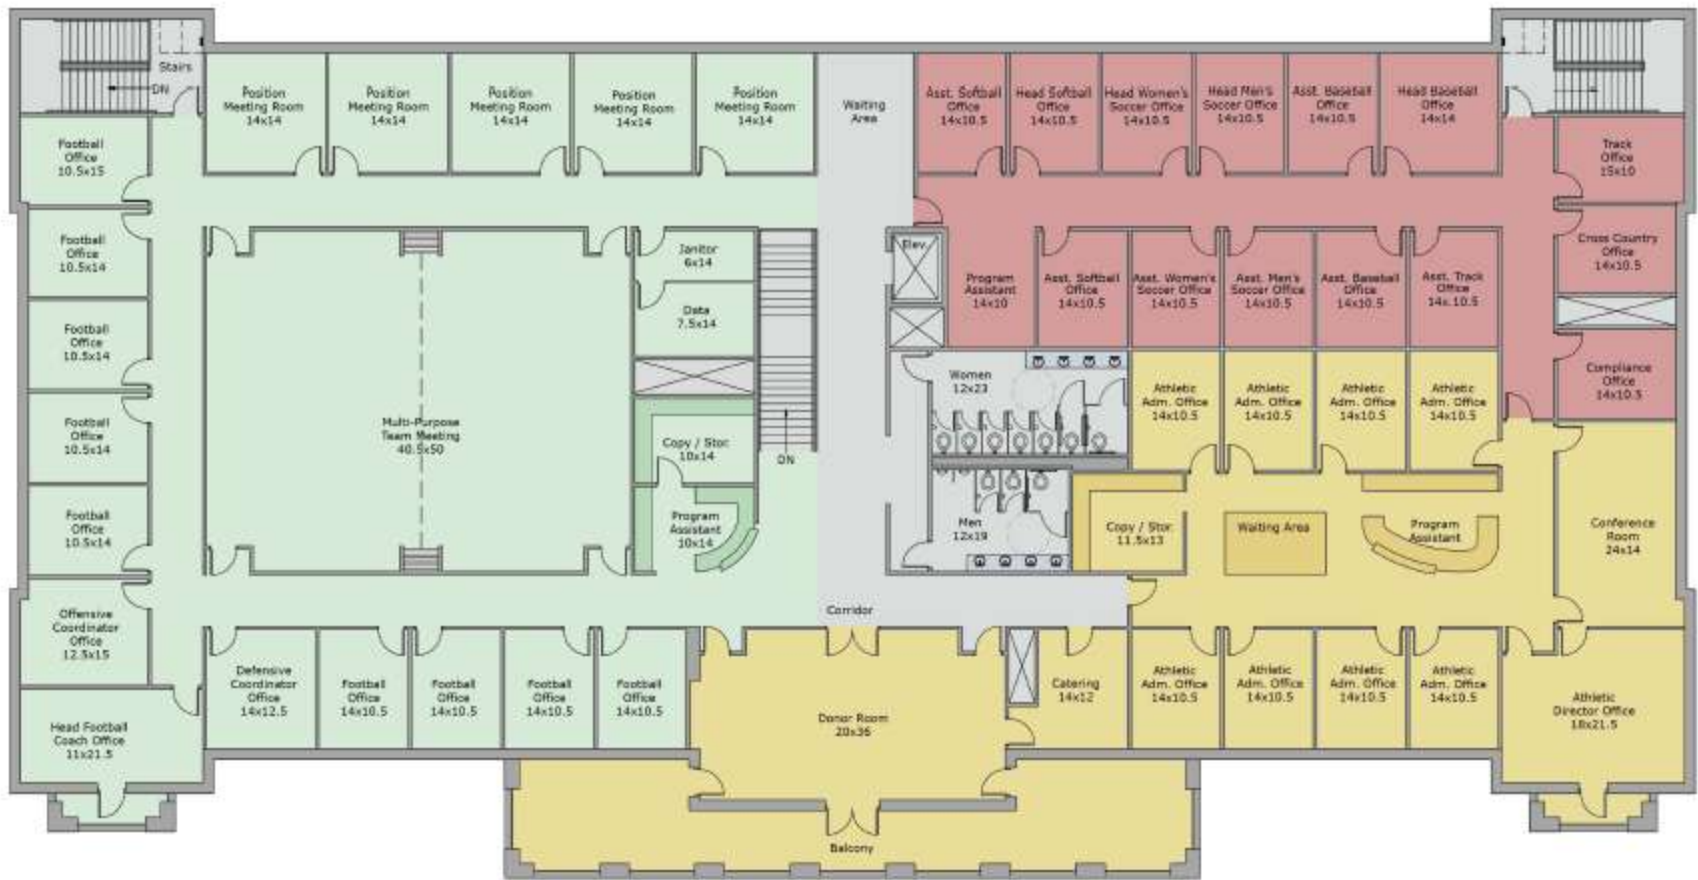 Stairs
DN
Position
Meeting Room
14x14
Position
Meeting Room
14x14
Position
Meeting Room
14x14
Position
Meeting Room
14x14
Position
Meeting Room
14x14
Waiting
Area
Asst. Softball
Office
14x10.5
Head Softball
Office
14x10.5
Head Women's
Soccer Office
14x10.5
Head Men's
Soccer Office
14x10.5
Asst. Baseball
Office
14x10.5
Head Baseball
Office
14x14
Football
Office
10.5x15
Track
Office
15x10
Football
Office
10.5x14
Janitor
6x14
Elev.
Cross Country
Office
14x10.5
Program
Assistant
14x10
Asst. Softball
Office
14x10.5
Asst. Women's
Soccer Office
14x10.5
Asst. Men's
Soccer Office
14x10.5
Asst. Baseball
Office
14x10.5
Asst. Track
Office
14x.10.5
Data
7.5x14
Football
Office
10.5x14
Women
12x23
Athletic
Adm. Office
14x10.5
Athletic
Adm. Office
14x10.5
Athletic
Adm. Office
14x10.5
Athletic
Adm. Office
14x10.5
Compliance
Office
14x10.5
Football
Office
10.5x14
Multi-Purpose
Team Meeting
40.5x50
Copy / Stor.
10x14
DN
Football
Office
10.5x14
Program
Assistant
10x14
Men
12x19
Copy / Stor.
11.5x13
Waiting Area
Program
Assistant
Conference
Room
24x14
Offensive
Coordinator
Office
12.5x15
Corridor
Defensive
Coordinator
Office
14x12.5
Football
Office
14x10.5
Football
Office
14x10.5
Football
Office
14x10.5
Football
Office
14x10.5
Catering
14x12
Athletic
Adm. Office
14x10.5
Athletic
Adm. Office
14x10.5
Athletic
Adm. Office
14x10.5
Athletic
Adm. Office
14x10.5
Athletic
Director Office
18x21.5
Donor Room
20x36
Head Football
Coach Office
11x21.5
Balcony